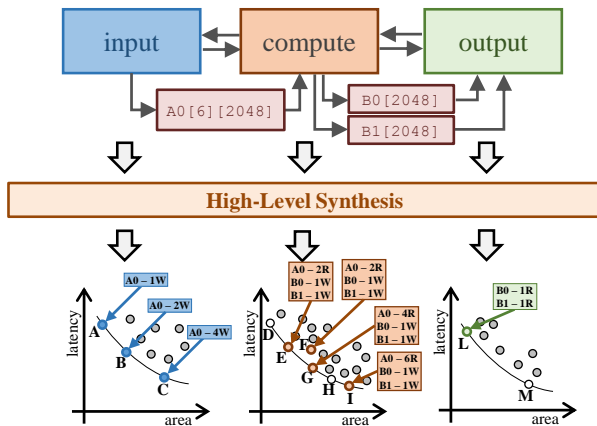 input
compute
output
A0[6][2048]
B0[2048]
B1[2048]
High-Level Synthesis
A0 – 1W
A0 – 2W
A0 – 4W
A
B
C
latency
area
A0 – 2R
B0 – 1W
B1 – 1W
A0 – 2R
B0 – 1W
B1 – 1W
A0 – 4R
B0 – 1W
B1 – 1W
A0 – 6R
B0 – 1W
B1 – 1W
D
E
F
G
H
I
latency
area
B0 – 1R
B1 – 1R
L
M
latency
area